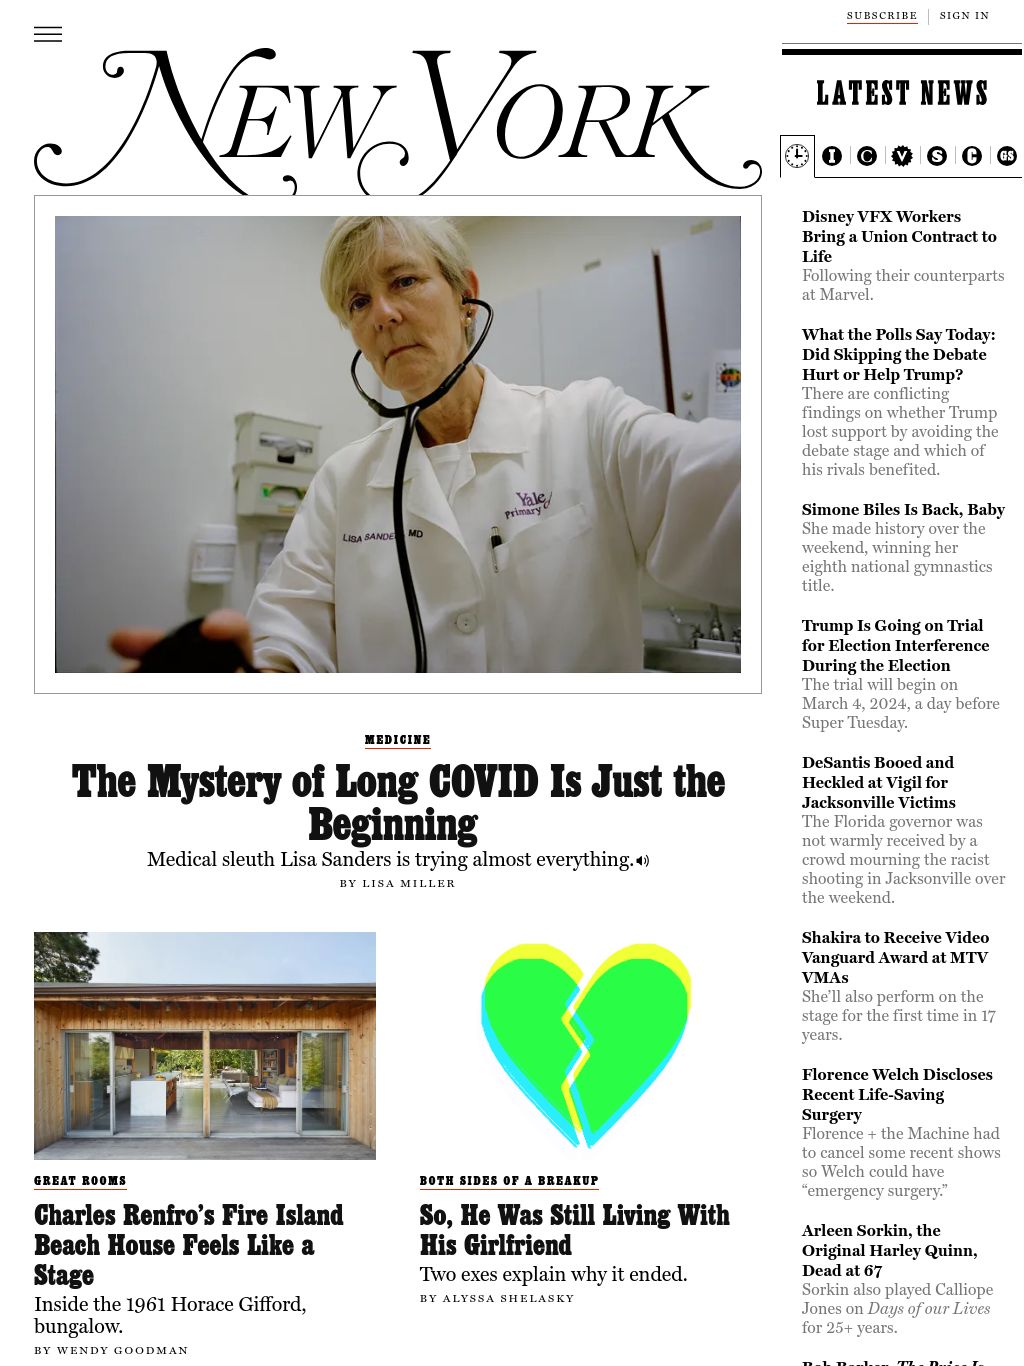 SUBSCRIBE
SIGN IN
NEW YORK
LISA SANDE
MD
Yale
Primary
MEDICINE
The Mystery of Long COVID Is Just the
Beginning
Medical sleuth Lisa Sanders is trying almost everything.
BY LISA MILLER
GREAT ROOMS
Charles Renfro’s Fire Island
Beach House Feels Like a
Stage
Inside the 1961 Horace Gifford,
bungalow.
BY WENDY GOODMAN
BOTH SIDES OF A BREAKUP
So, He Was Still Living With
His Girlfriend
Two exes explain why it ended.
BY ALYSSA SHELASKY
LATEST NEWS
I C V S C GS
Disney VFX Workers
Bring a Union Contract to
Life
Following their counterparts
at Marvel.
What the Polls Say Today:
Did Skipping the Debate
Hurt or Help Trump?
There are conflicting
findings on whether Trump
lost support by avoiding the
debate stage and which of
his rivals benefited.
Simone Biles Is Back, Baby
She made history over the
weekend, winning her
eighth national gymnastics
title.
Trump Is Going on Trial
for Election Interference
During the Election
The trial will begin on
March 4, 2024, a day before
Super Tuesday.
DeSantis Booed and
Heckled at Vigil for
Jacksonville Victims
The Florida governor was
not warmly received by a
crowd mourning the racist
shooting in Jacksonville over
the weekend.
Shakira to Receive Video
Vanguard Award at MTV
VMAs
She’ll also perform on the
stage for the first time in 17
years.
Florence Welch Discloses
Recent Life-Saving
Surgery
Florence + the Machine had
to cancel some recent shows
so Welch could have
“emergency surgery.”
Arleen Sorkin, the
Original Harley Quinn,
Dead at 67
Sorkin also played Calliope
Jones on Days of our Lives
for 25+ years.
Bob Barker, The Price Is